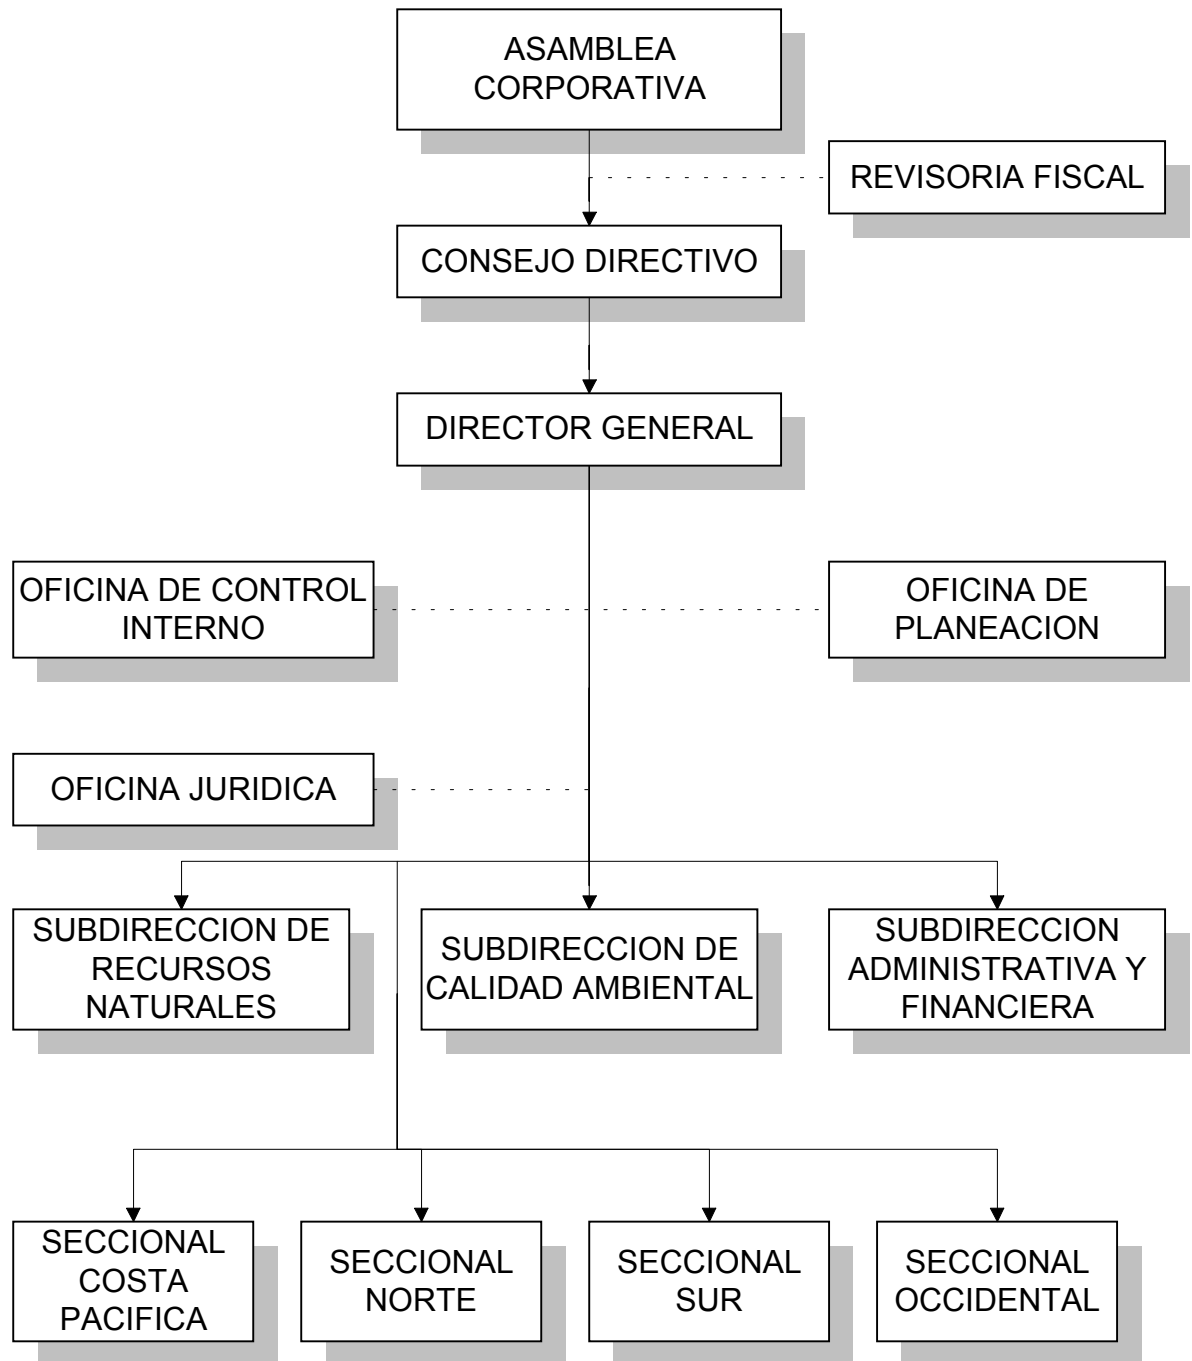 ASAMBLEA
CORPORATIVA
REVISORIA FISCAL
CONSEJO DIRECTIVO
DIRECTOR GENERAL
OFICINA DE CONTROL
INTERNO
OFICINA DE
PLANEACION
OFICINA JURIDICA
SUBDIRECCION DE
RECURSOS
NATURALES
SUBDIRECCION DE
CALIDAD AMBIENTAL
SUBDIRECCION
ADMINISTRATIVA Y
FINANCIERA
SECCIONAL
COSTA
PACIFICA
SECCIONAL
NORTE
SECCIONAL
SUR
SECCIONAL
OCCIDENTAL